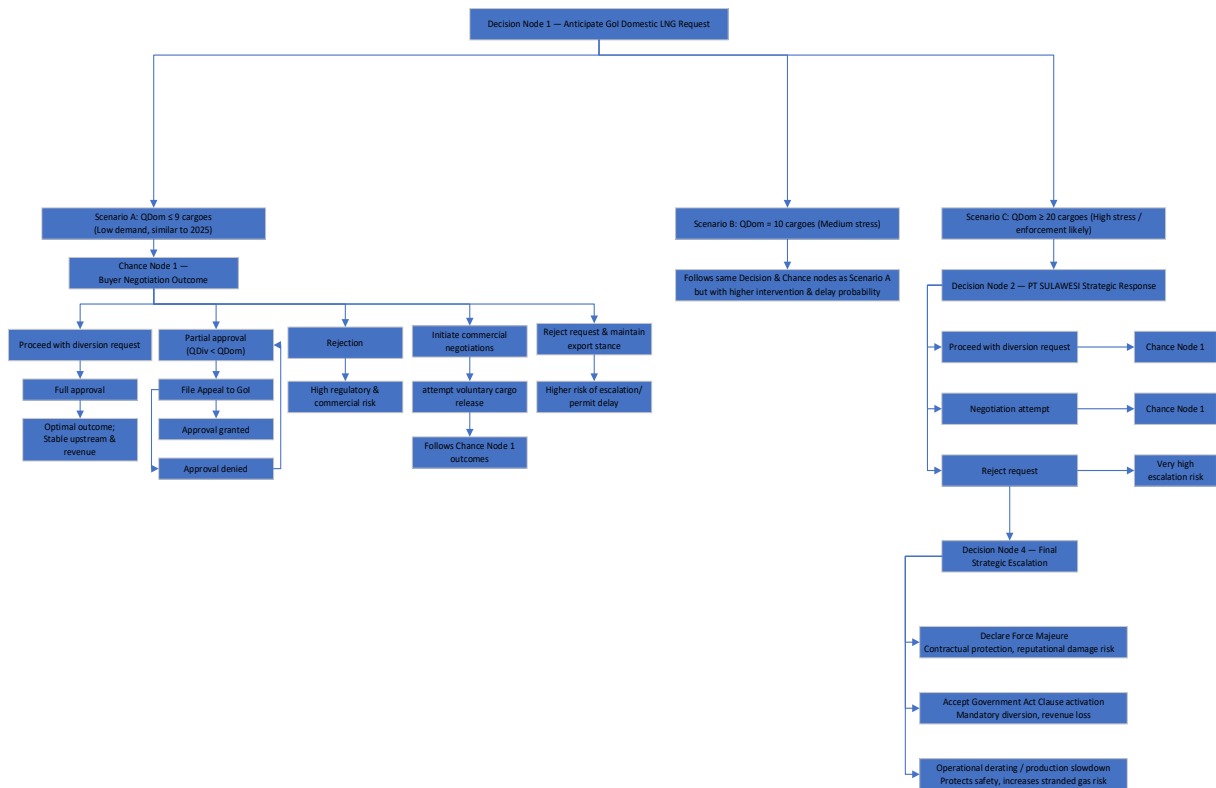 Decision Node 1 — Anticipate GoI Domestic LNG Request
Scenario A: QDom ≤ 9 cargoes
(Low demand, similar to 2025)
Scenario B: QDom = 10 cargoes (Medium stress)
Scenario C: QDom ≥ 20 cargoes (High stress /
enforcement likely)
Chance Node 1 —
Buyer Negotiation Outcome
Follows same Decision & Chance nodes as Scenario A
but with higher intervention & delay probability
Decision Node 2 — PT SULAWESI Strategic Response
Proceed with diversion request
Partial approval
(QDiv < QDom)
Rejection
Initiate commercial
negotiations
Reject request & maintain
export stance
Proceed with diversion request
Chance Node 1
Full approval
File Appeal to GoI
High regulatory &
commercial risk
attempt voluntary cargo
release
Higher risk of escalation/
permit delay
Negotiation attempt
Chance Node 1
Optimal outcome;
Stable upstream &
revenue
Approval granted
Follows Chance Node 1
outcomes
Approval denied
Reject request
Very high
escalation risk
Decision Node 4 — Final
Strategic Escalation
Declare Force Majeure
Contractual protection, reputational damage risk
Accept Government Act Clause activation
Mandatory diversion, revenue loss
Operational derating / production slowdown
Protects safety, increases stranded gas risk